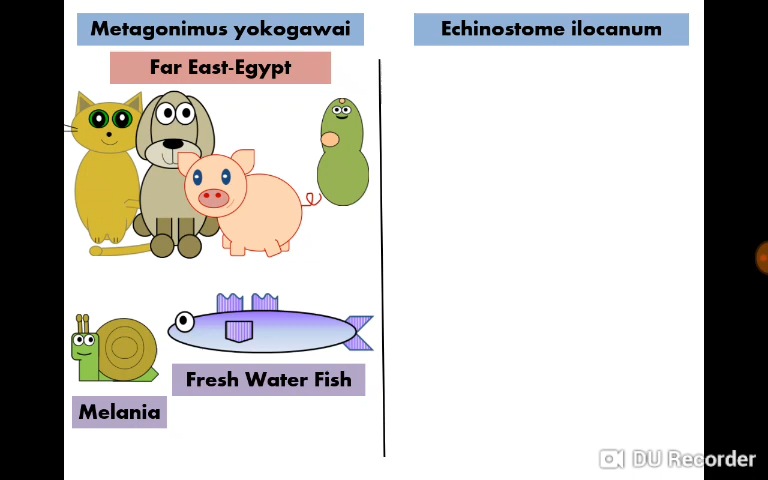 Metagonimus yokogawai
Echinostome ilocanum
Far East-Egypt
Fresh Water Fish
Melania
DU Recorder